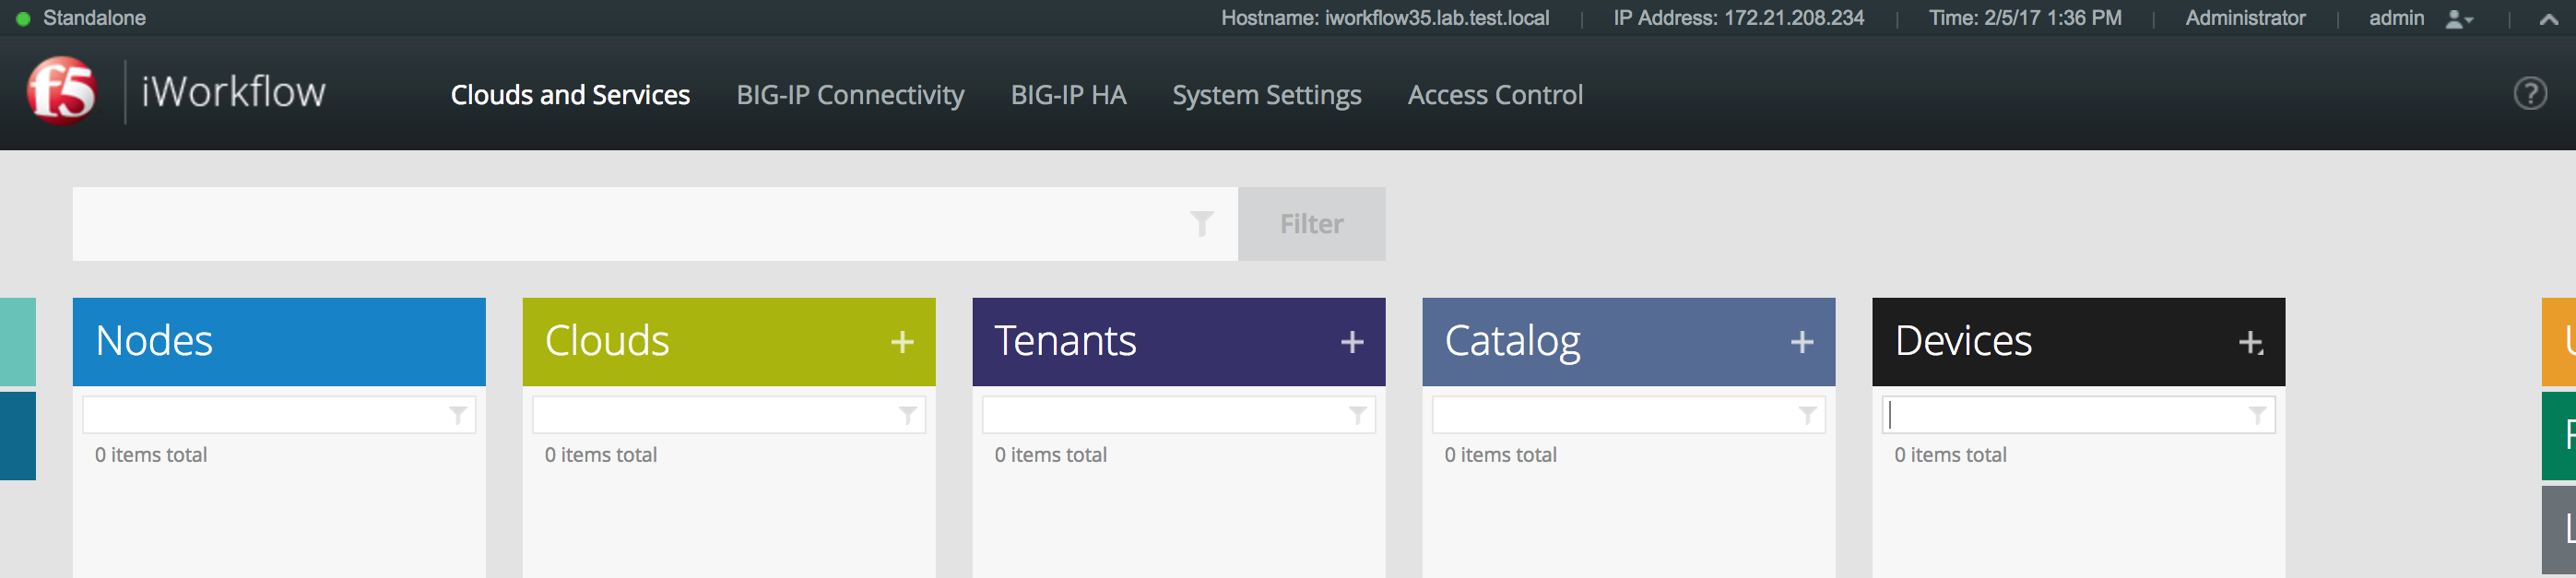 Standalone
Hostname: iworkflow35.lab.test.local
IP Address: 172.21.208.234
Time: 2/5/17 1:36 PM
Administrator
admin
f5
iWorkflow
Clouds and Services
BIG-IP Connectivity
BIG-IP HA
System Settings
Access Control
?
Filter
Nodes
Clouds +
Tenants +
Catalog +
Devices +
0 items total
0 items total
0 items total
0 items total
0 items total